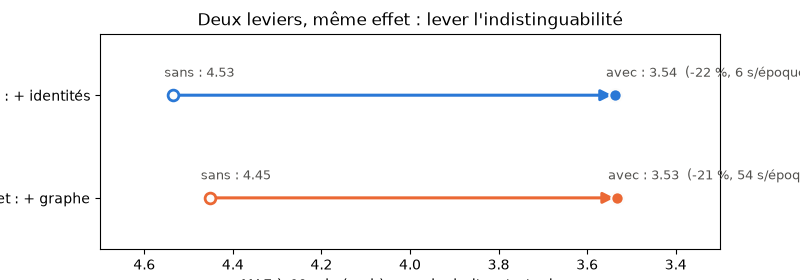 Deux leviers, même effet : lever l'indistinguabilité
sans : 4.53
avec : 3.54 (-22 %, 6 s/époque
: + identités
sans : 4.45
avec : 3.53 (-21 %, 54 s/époq
et : + graphe
4.6 4.4 4.2 4.0 3.8 3.6 3.4